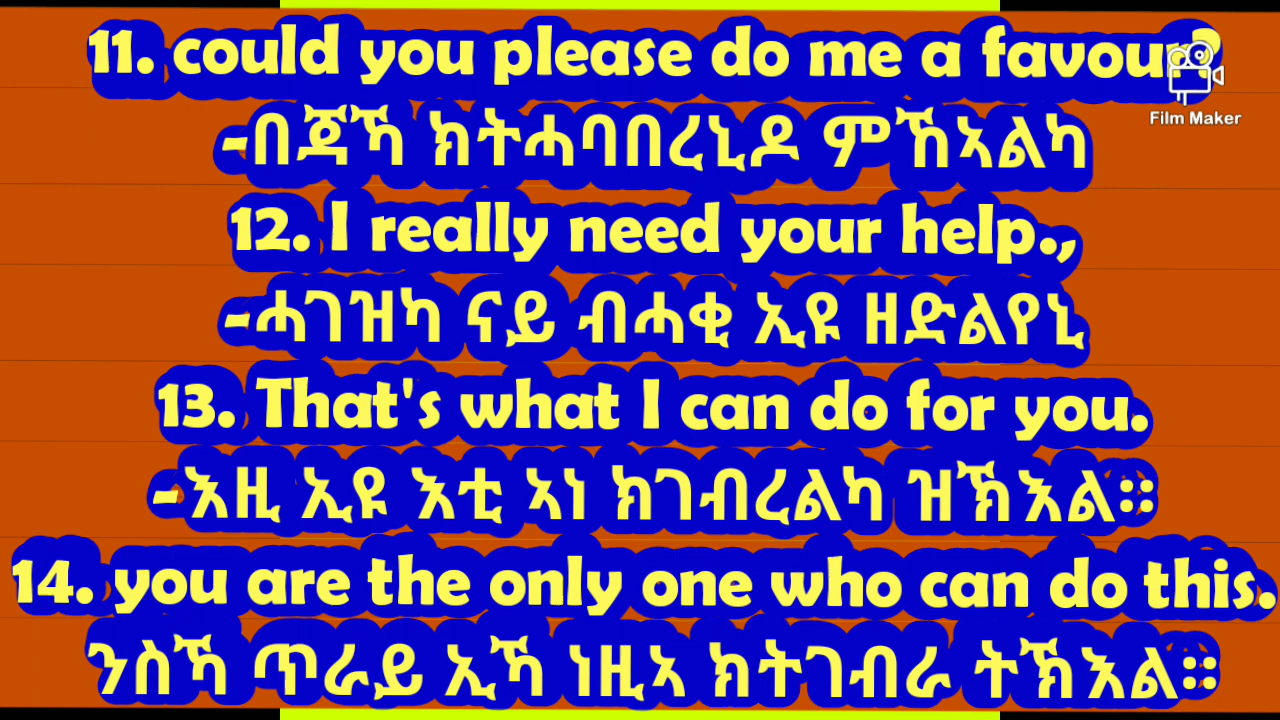 11. could you please do me a favour?
-በጃኻ ክትሓባበረኒዶ ምኸኣልካ
12. I really need your help.,
-ሓገዝካ ናይ ብሓቂ ኢዩ ዘድልየኒ
13. That's what I can do for you.
-እዚ ኢዩ እቲ ኣነ ክገብረልካ ዝኽእል።
14. you are the only one who can do this.
ንስኻ ጥራይ ኢኻ ነዚኣ ክትገብራ ትኽእል።
Film Maker